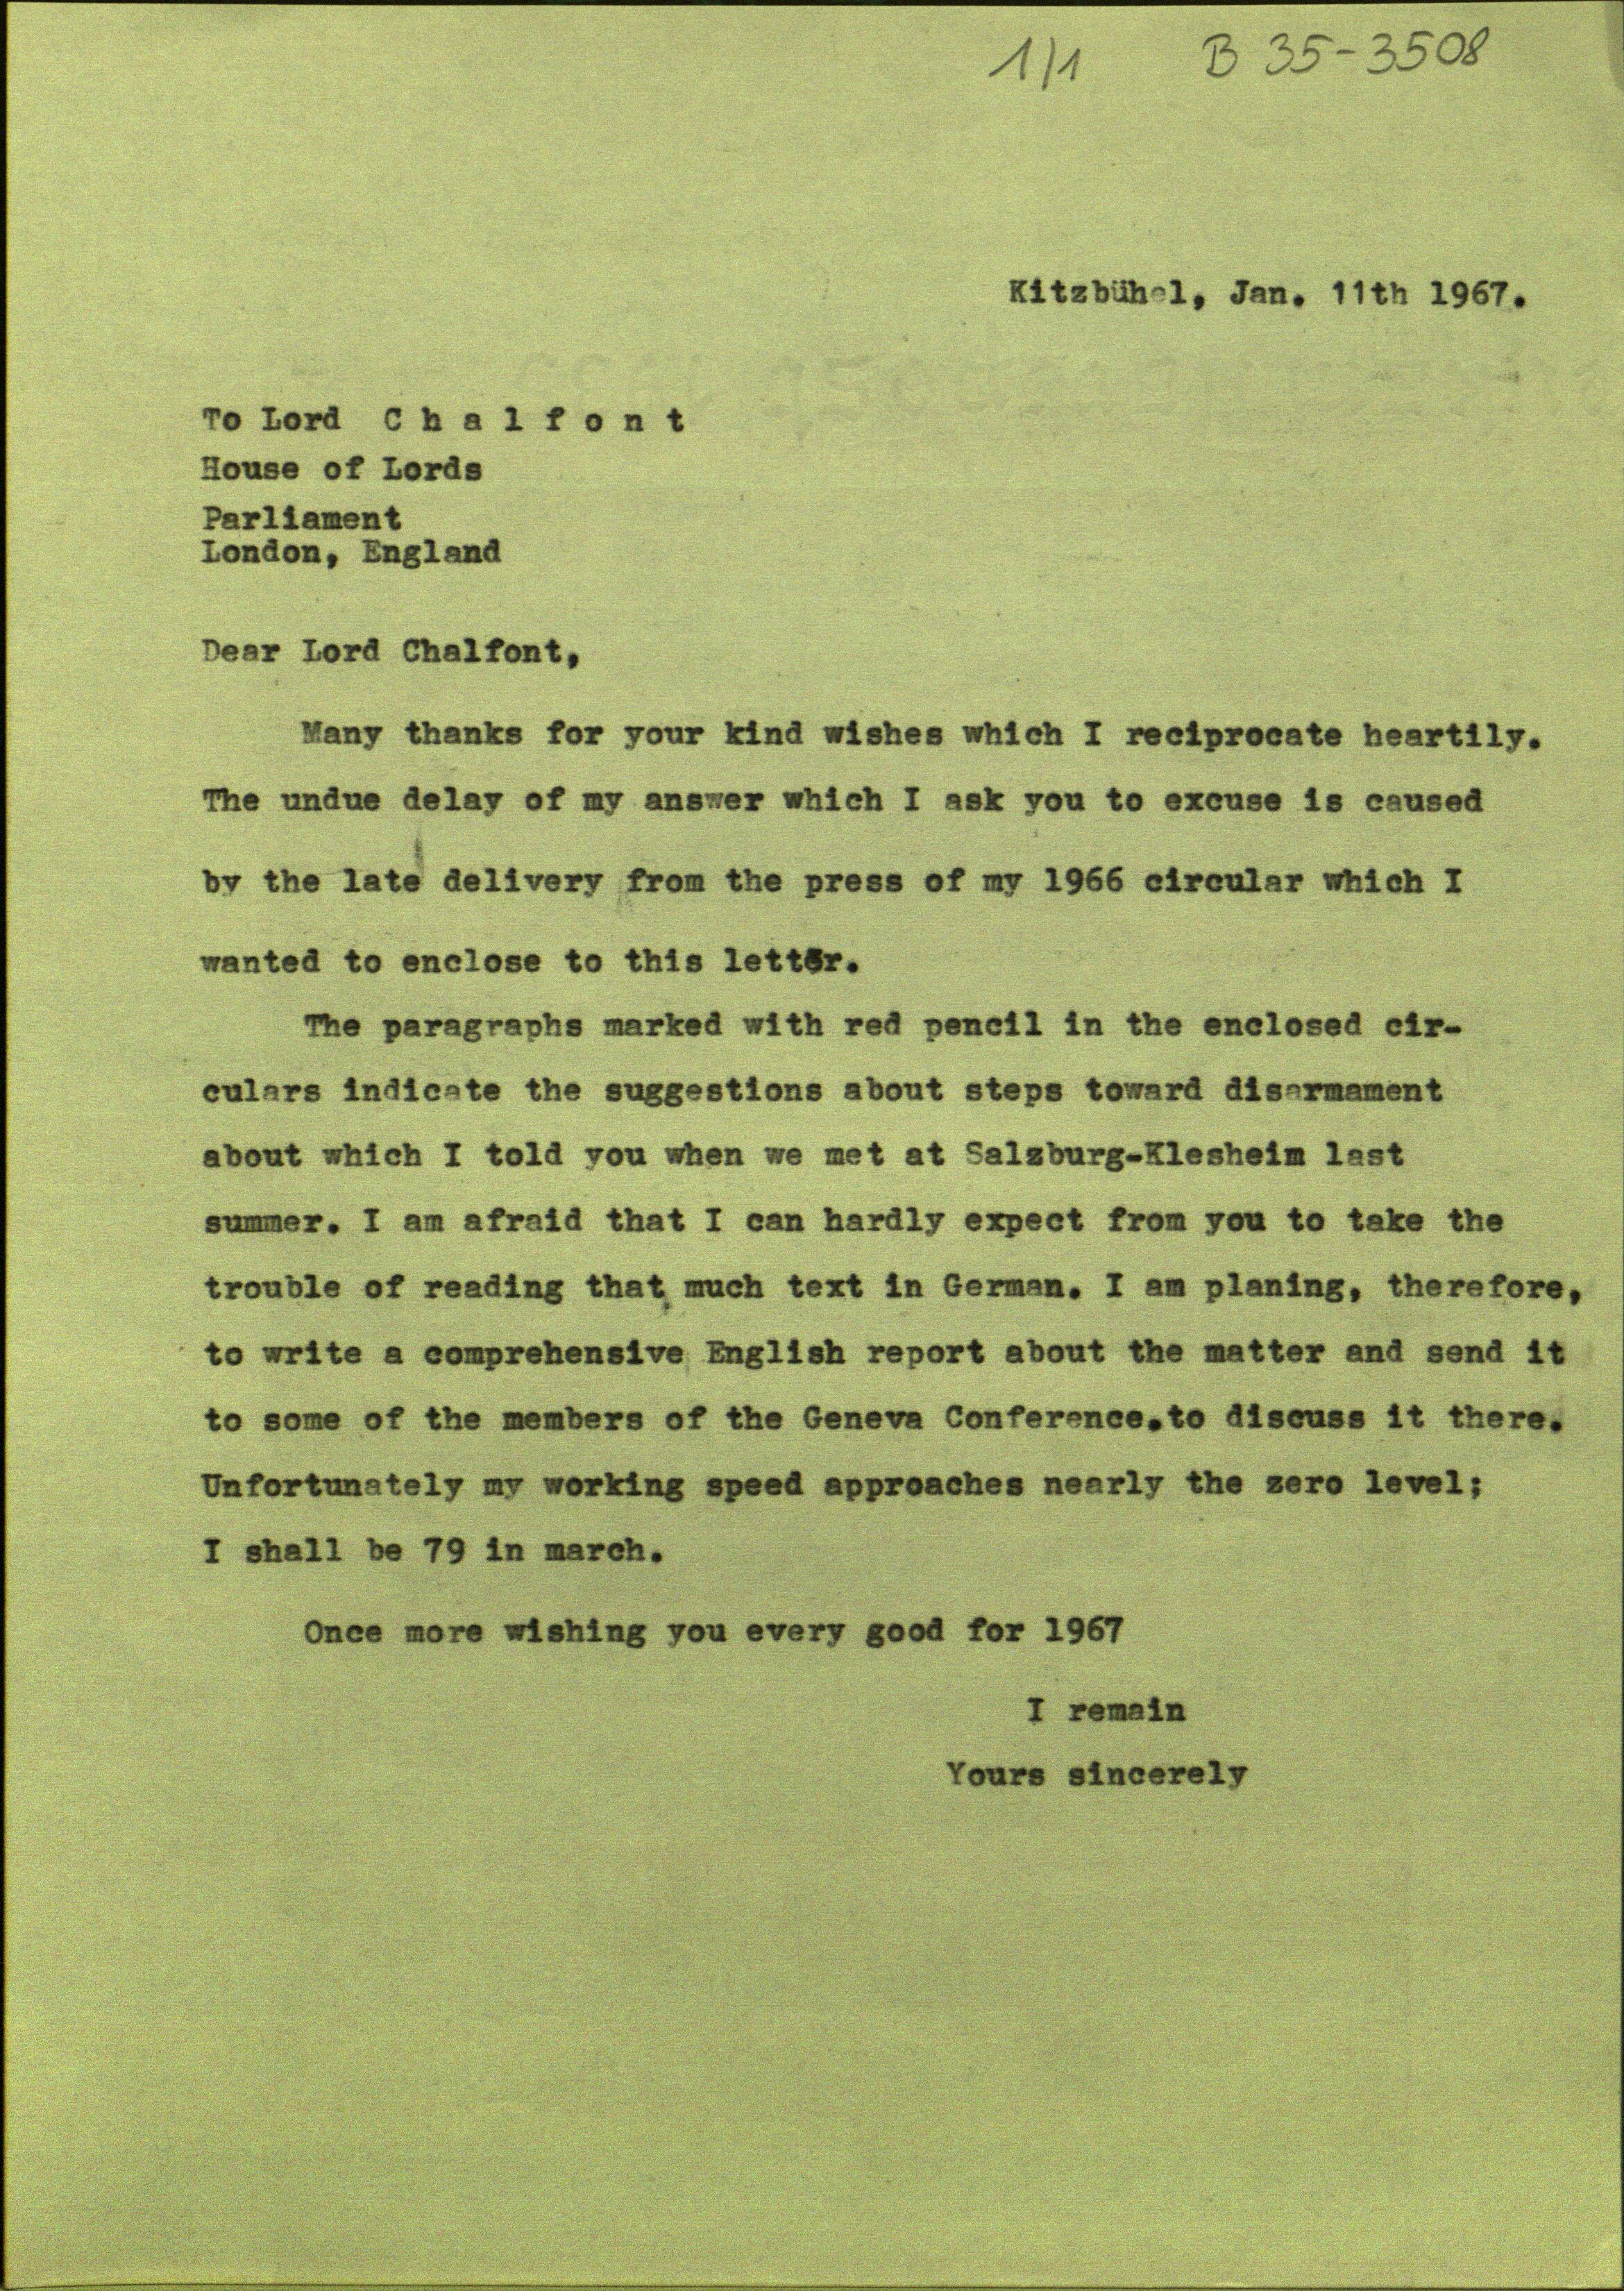 1/1 B 35-3508
Kitzbühel, Jan. 11th 1967.
To Lord C h a l f o n t
House of Lords
Parliament
London, England
Dear Lord Chalfont,
Many thanks for your kind wishes which I reciprocate heartily.
The undue delay of my answer which I ask you to excuse is caused
by the late delivery from the press of my 1966 circular which I
wanted to enclose to this letter.
The paragraphs marked with red pencil in the enclosed cir-
culars indicate the suggestions about steps toward disarmament
about which I told you when we met at Salzburg-Klesheim last
summer. I am afraid that I can hardly expect from you to take the
trouble of reading that much text in German. I am planing, therefore,
to write a comprehensive English report about the matter and send it
to some of the members of the Geneva Conference.to discuss it there.
Unfortunately my working speed approaches nearly the zero level;
I shall be 79 in march.
Once more wishing you every good for 1967
I remain
Yours sincerely